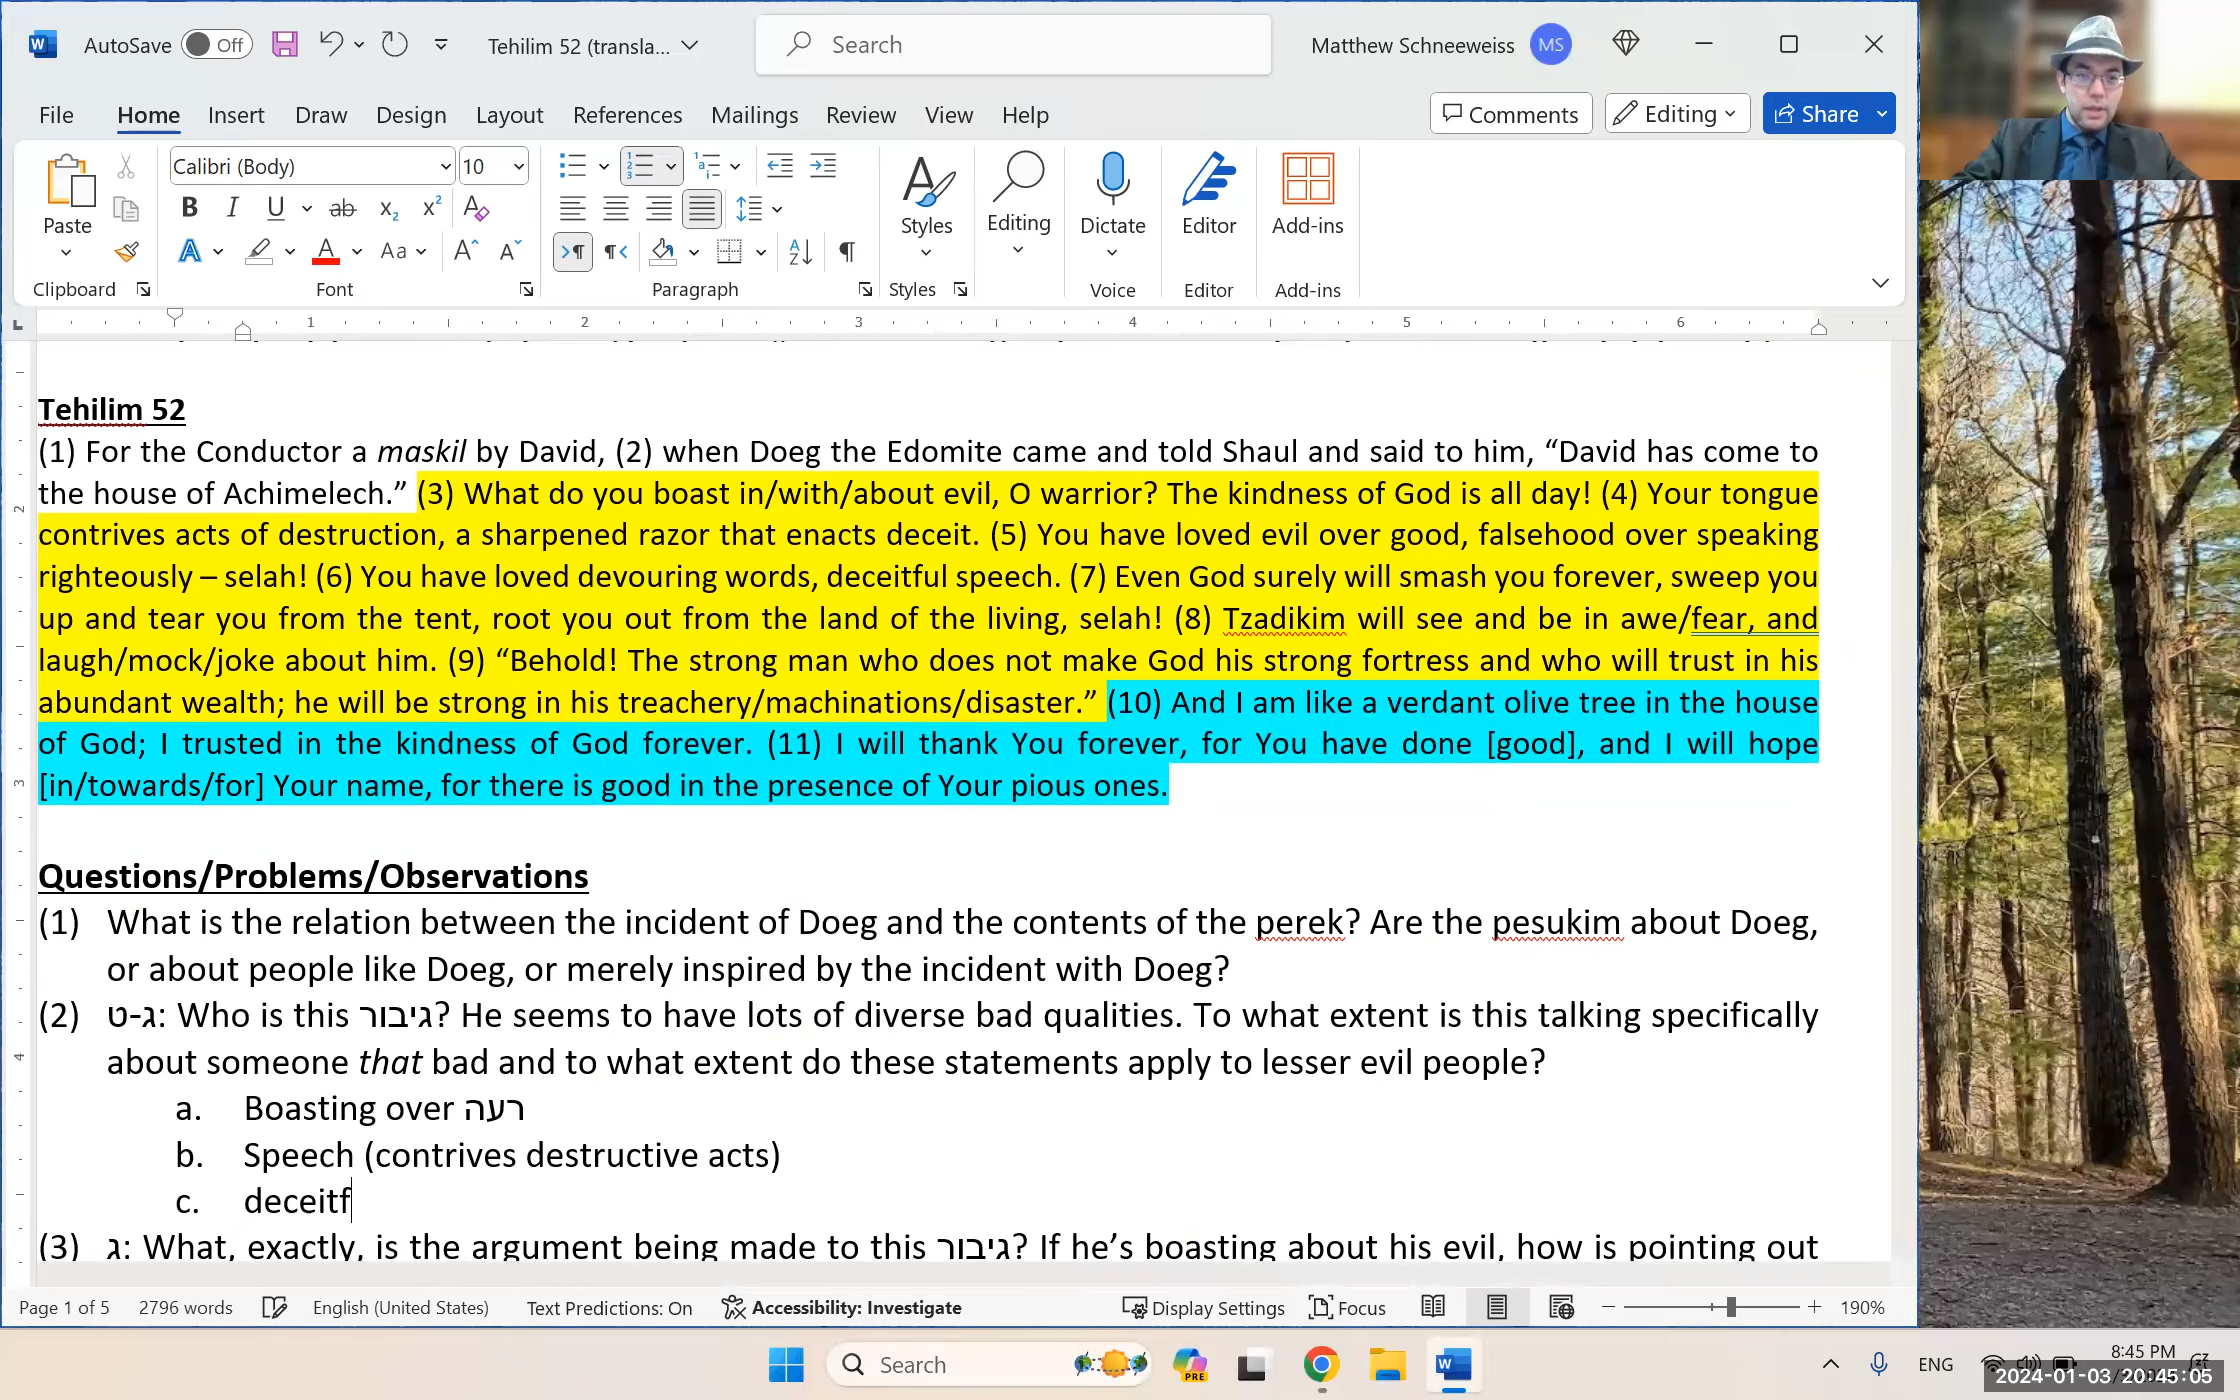 AutoSave Off Tehilim 52 (transla... Search Matthew Schneeweiss MS
File Home Insert Draw Design Layout References Mailings Review View Help Comments Editing Share
Paste Calibri (Body) 10 Styles Editing Dictate Editor Add-ins
Clipboard Font Paragraph Styles Voice Editor Add-ins
1 2 3 4 5 6
Tehilim 52
(1) For the Conductor a maskil by David, (2) when Doeg the Edomite came and told Shaul and said to him, “David has come to
the house of Achimelech.” (3) What do you boast in/with/about evil, O warrior? The kindness of God is all day! (4) Your tongue
contrives acts of destruction, a sharpened razor that enacts deceit. (5) You have loved evil over good, falsehood over speaking
righteously – selah! (6) You have loved devouring words, deceitful speech. (7) Even God surely will smash you forever, sweep you
up and tear you from the tent, root you out from the land of the living, selah! (8) Tzadikim will see and be in awe/fear, and
laugh/mock/joke about him. (9) “Behold! The strong man who does not make God his strong fortress and who will trust in his
abundant wealth; he will be strong in his treachery/machinations/disaster.” (10) And I am like a verdant olive tree in the house
of God; I trusted in the kindness of God forever. (11) I will thank You forever, for You have done [good], and I will hope
[in/towards/for] Your name, for there is good in the presence of Your pious ones.
Questions/Problems/Observations
(1) What is the relation between the incident of Doeg and the contents of the perek? Are the pesukim about Doeg,
or about people like Doeg, or merely inspired by the incident with Doeg?
(2) ג-ט: Who is this גיבור? He seems to have lots of diverse bad qualities. To what extent is this talking specifically
about someone that bad and to what extent do these statements apply to lesser evil people?
a. Boasting over רעה
b. Speech (contrives destructive acts)
c. deceitf
(3) ג: What, exactly, is the argument being made to this גיבור? If he’s boasting about his evil, how is pointing out
Page 1 of 5 2796 words English (United States) Text Predictions: On Accessibility: Investigate Display Settings Focus 190%
Search PRE ENG 8:45 PM
2024-01-03 20:45:05